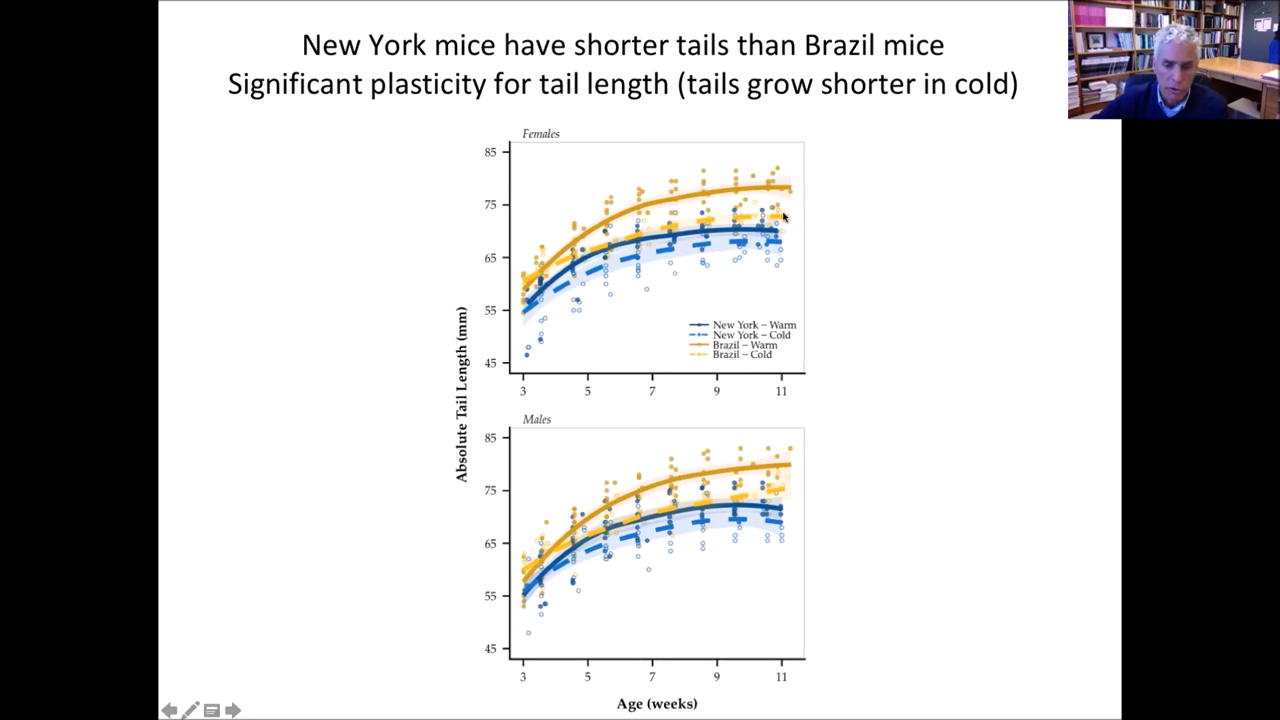 New York mice have shorter tails than Brazil mice
Significant plasticity for tail length (tails grow shorter in cold)
Females
85
75
65
55
45
New York – Warm
New York – Cold
Brazil – Warm
Brazil – Cold
3 5 7 9 11
Absolute Tail Length (mm)
Males
85
75
65
55
45
3 5 7 9 11
Age (weeks)